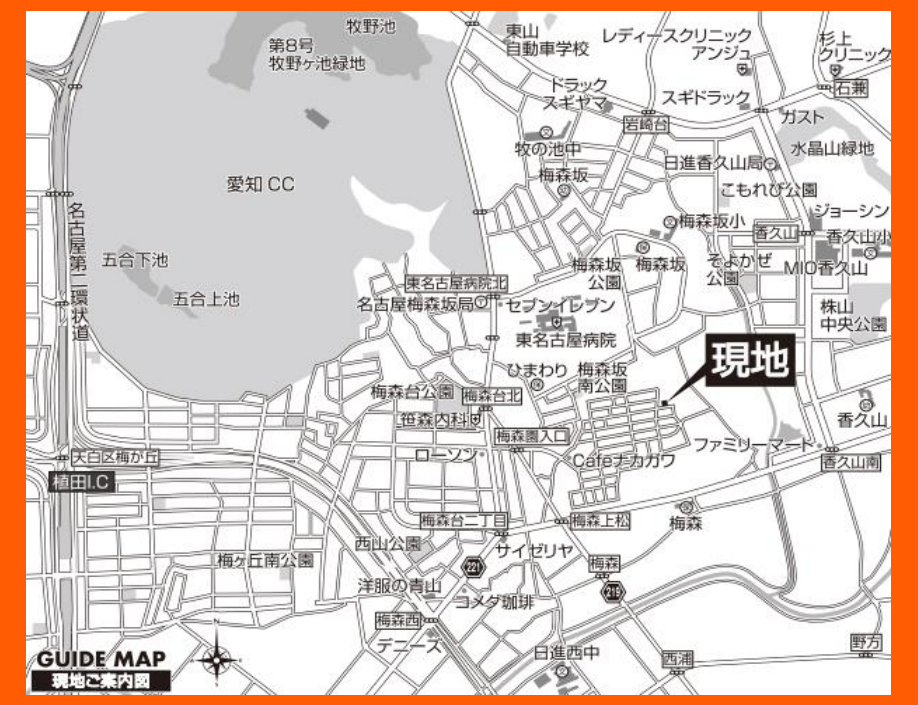 牧野池
第8号
牧野ヶ池緑地
東山
自動車学校
レディースクリニック
アンジュ
杉上
クリニック
ドラック
スギヤマ
スギドラック
石兼
岩崎台
ガスト
牧の池中
水晶山緑地
日進香久山局
梅森坂
愛知 CC
こもれび公園
ジョーシン
名古屋第二環状道
梅森坂小
香久山
香久山小
五合下池
梅森坂
公園
梅森坂
そよかぜ
公園
MIO香久山
東名古屋病院北
五合上池
名古屋梅森坂局
セブンイレブン
株山
中央公園
東名古屋病院
現地
ひまわり
梅森坂
南公園
梅森台公園
梅森台北
笹森内科
香久山
梅森園入口
ファミリーマート
天白区梅が丘
ローソン
Cafeナカガワ
香久山南
植田I.C
梅森台二丁目
梅森上松
梅森
西山公園
サイゼリヤ
梅ヶ丘南公園
221
梅森
洋服の青山
219
コメダ珈琲
梅森西
デニーズ
野方
N
日進西中
西浦
GUIDE MAP
現地ご案内図